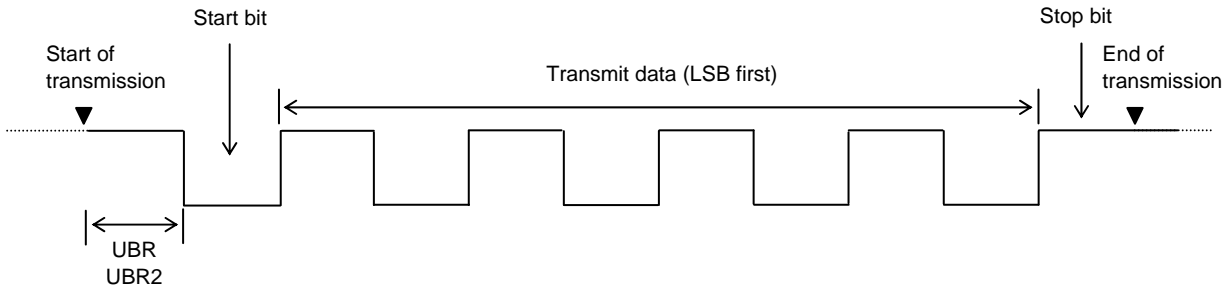 Start bit
Stop bit
Start of
transmission
Transmit data (LSB first)
End of
transmission
UBR
UBR2